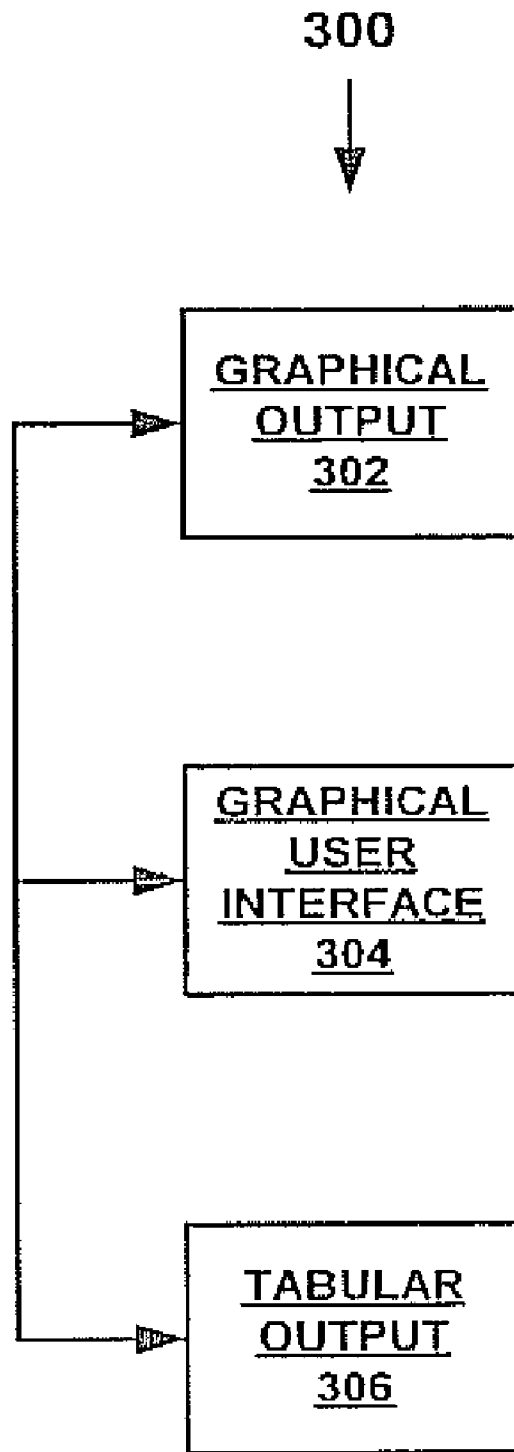 300
GRAPHICAL
OUTPUT
302
GRAPHICAL
USER
INTERFACE
304
TABULAR
OUTPUT
306